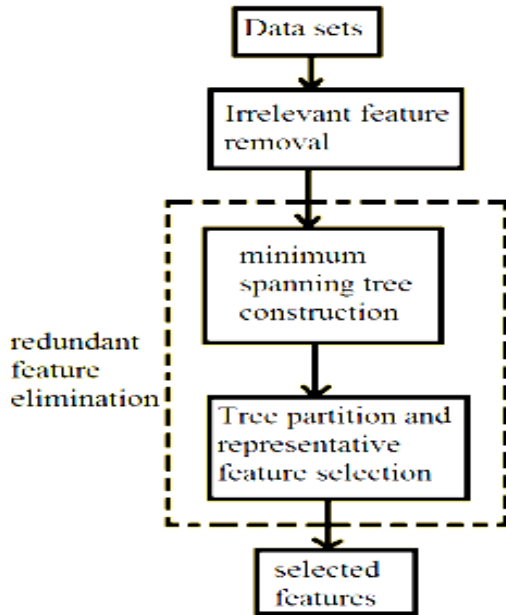 Data sets
Irrelevant feature
removal
minimum
spanning tree
construction
redundant
feature
elimination
Tree partition and
representative
feature selection
selected
features